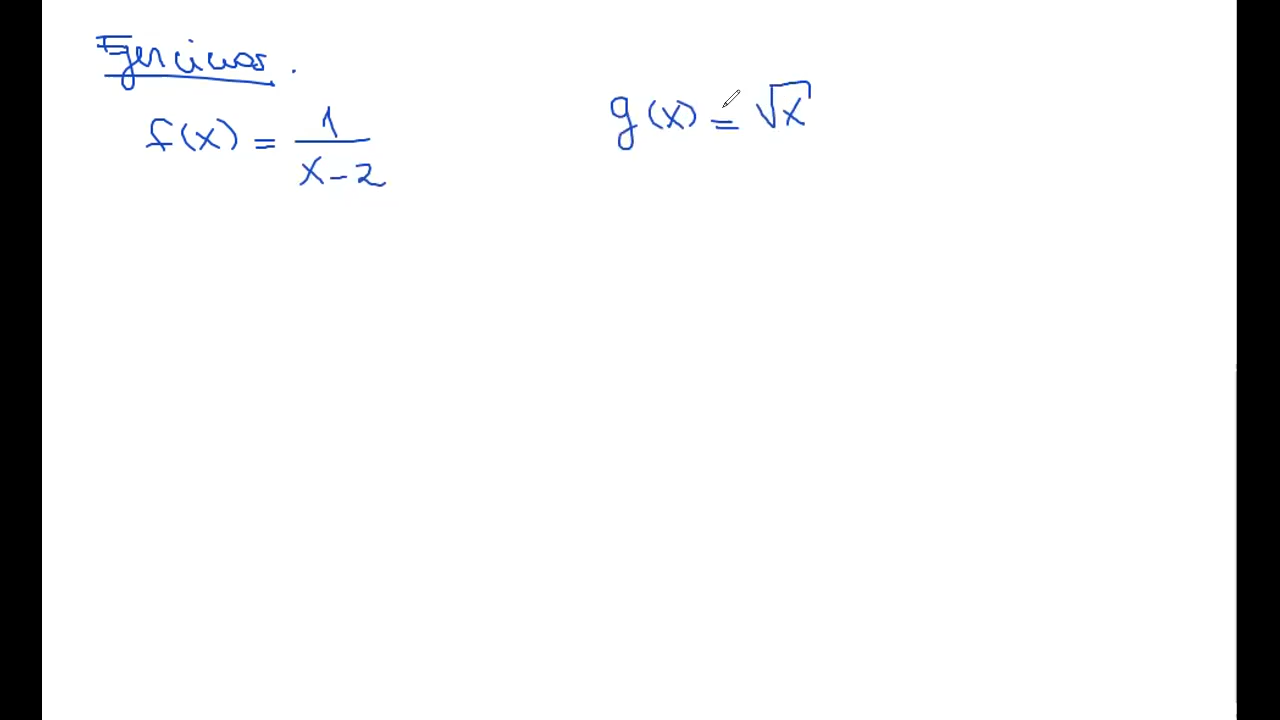 Ejercicios.
f(x) = 1/(x-2)
g(x) = √x